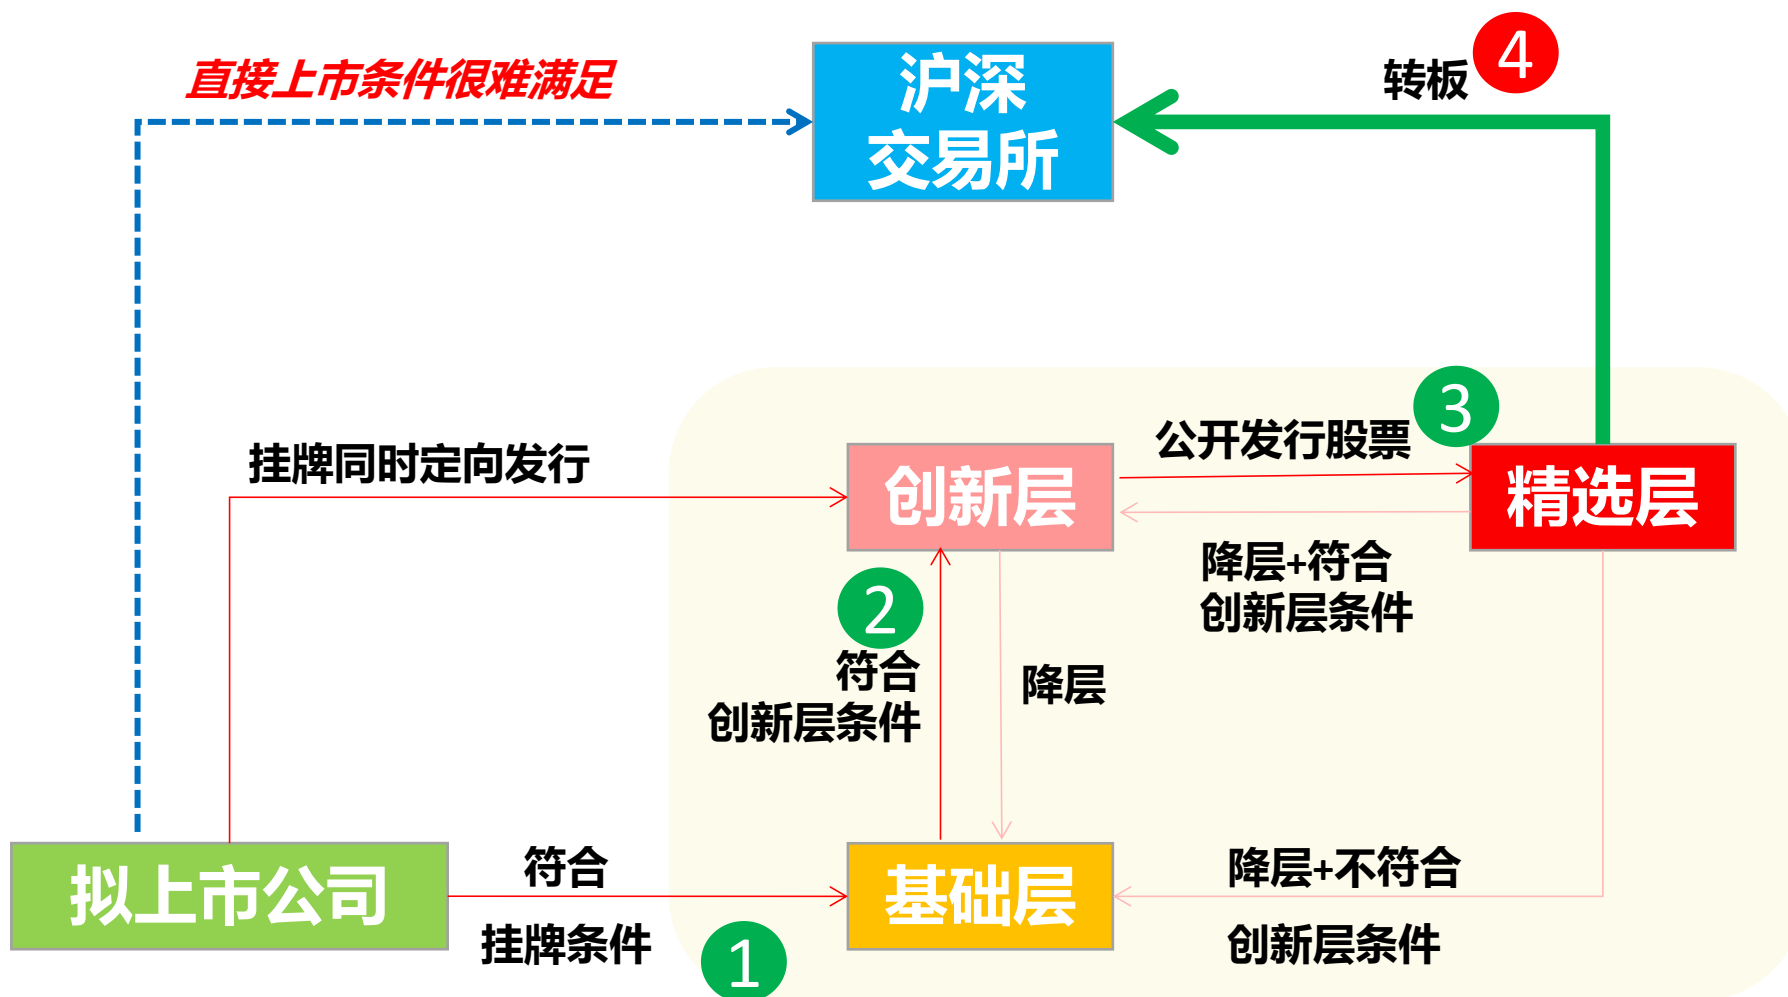 直接上市条件很难满足
沪深
交易所
转板
4
挂牌同时定向发行
创新层
公开发行股票
3
精选层
降层+符合
创新层条件
2
符合
创新层条件
降层
拟上市公司
符合
挂牌条件
1
基础层
降层+不符合
创新层条件